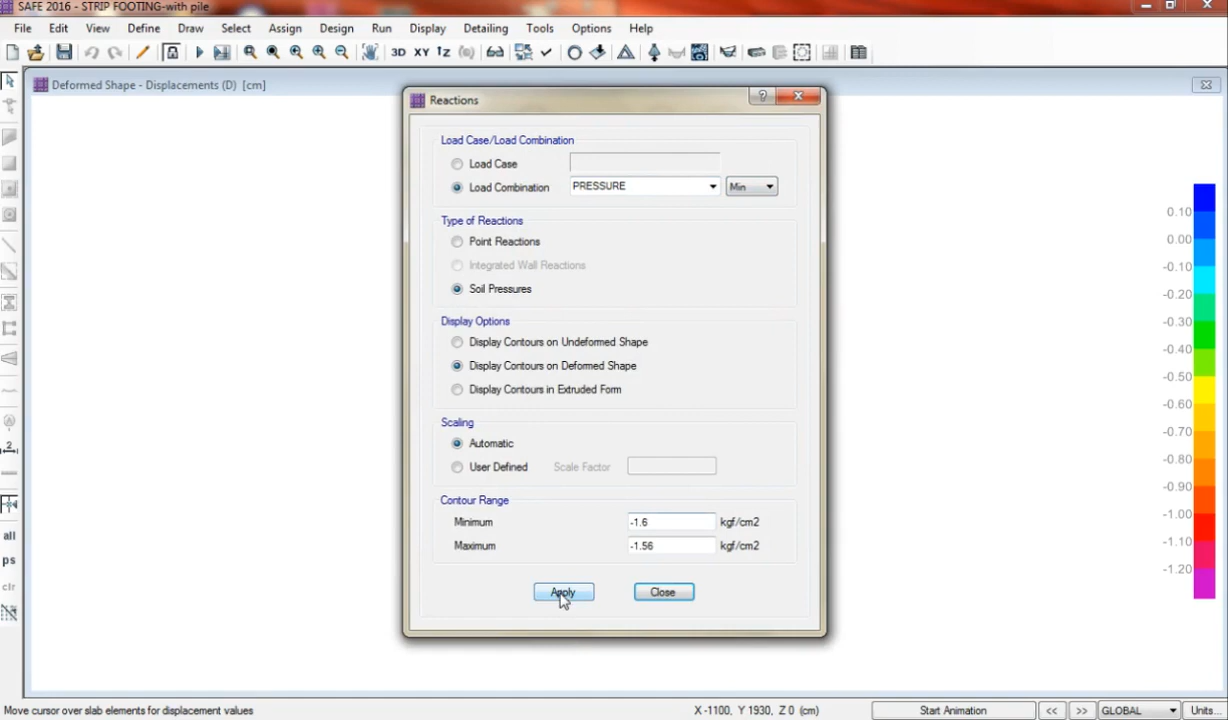 SAFE 2016 - STRIP FOOTING-with pile
File Edit View Define Draw Select Assign Design Run Display Detailing Tools Options Help
3D XY
Deformed Shape - Displacements (D) [cm]
Reactions
Load Case/Load Combination
Load Case
Load Combination PRESSURE Min
Type of Reactions
Point Reactions
Integrated Wall Reactions
Soil Pressures
Display Options
Display Contours on Undeformed Shape
Display Contours on Deformed Shape
Display Contours in Extruded Form
Scaling
Automatic
User Defined Scale Factor
Contour Range
Minimum -1.6 kgf/cm2
Maximum -1.56 kgf/cm2
Apply Close
0.10
0.00
-0.10
-0.20
-0.30
-0.40
-0.50
-0.60
-0.70
-0.80
-0.90
-1.00
-1.10
-1.20
all
ps
clr
Move cursor over slab elements for displacement values X -1100, Y 1930, Z 0 (cm) Start Animation << >> GLOBAL Units...